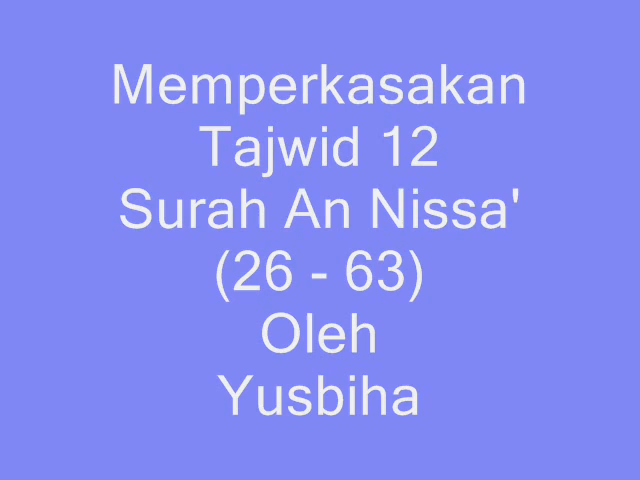 Memperkasakan
Tajwid 12
Surah An Nissa'
(26 - 63)
Oleh
Yusbiha